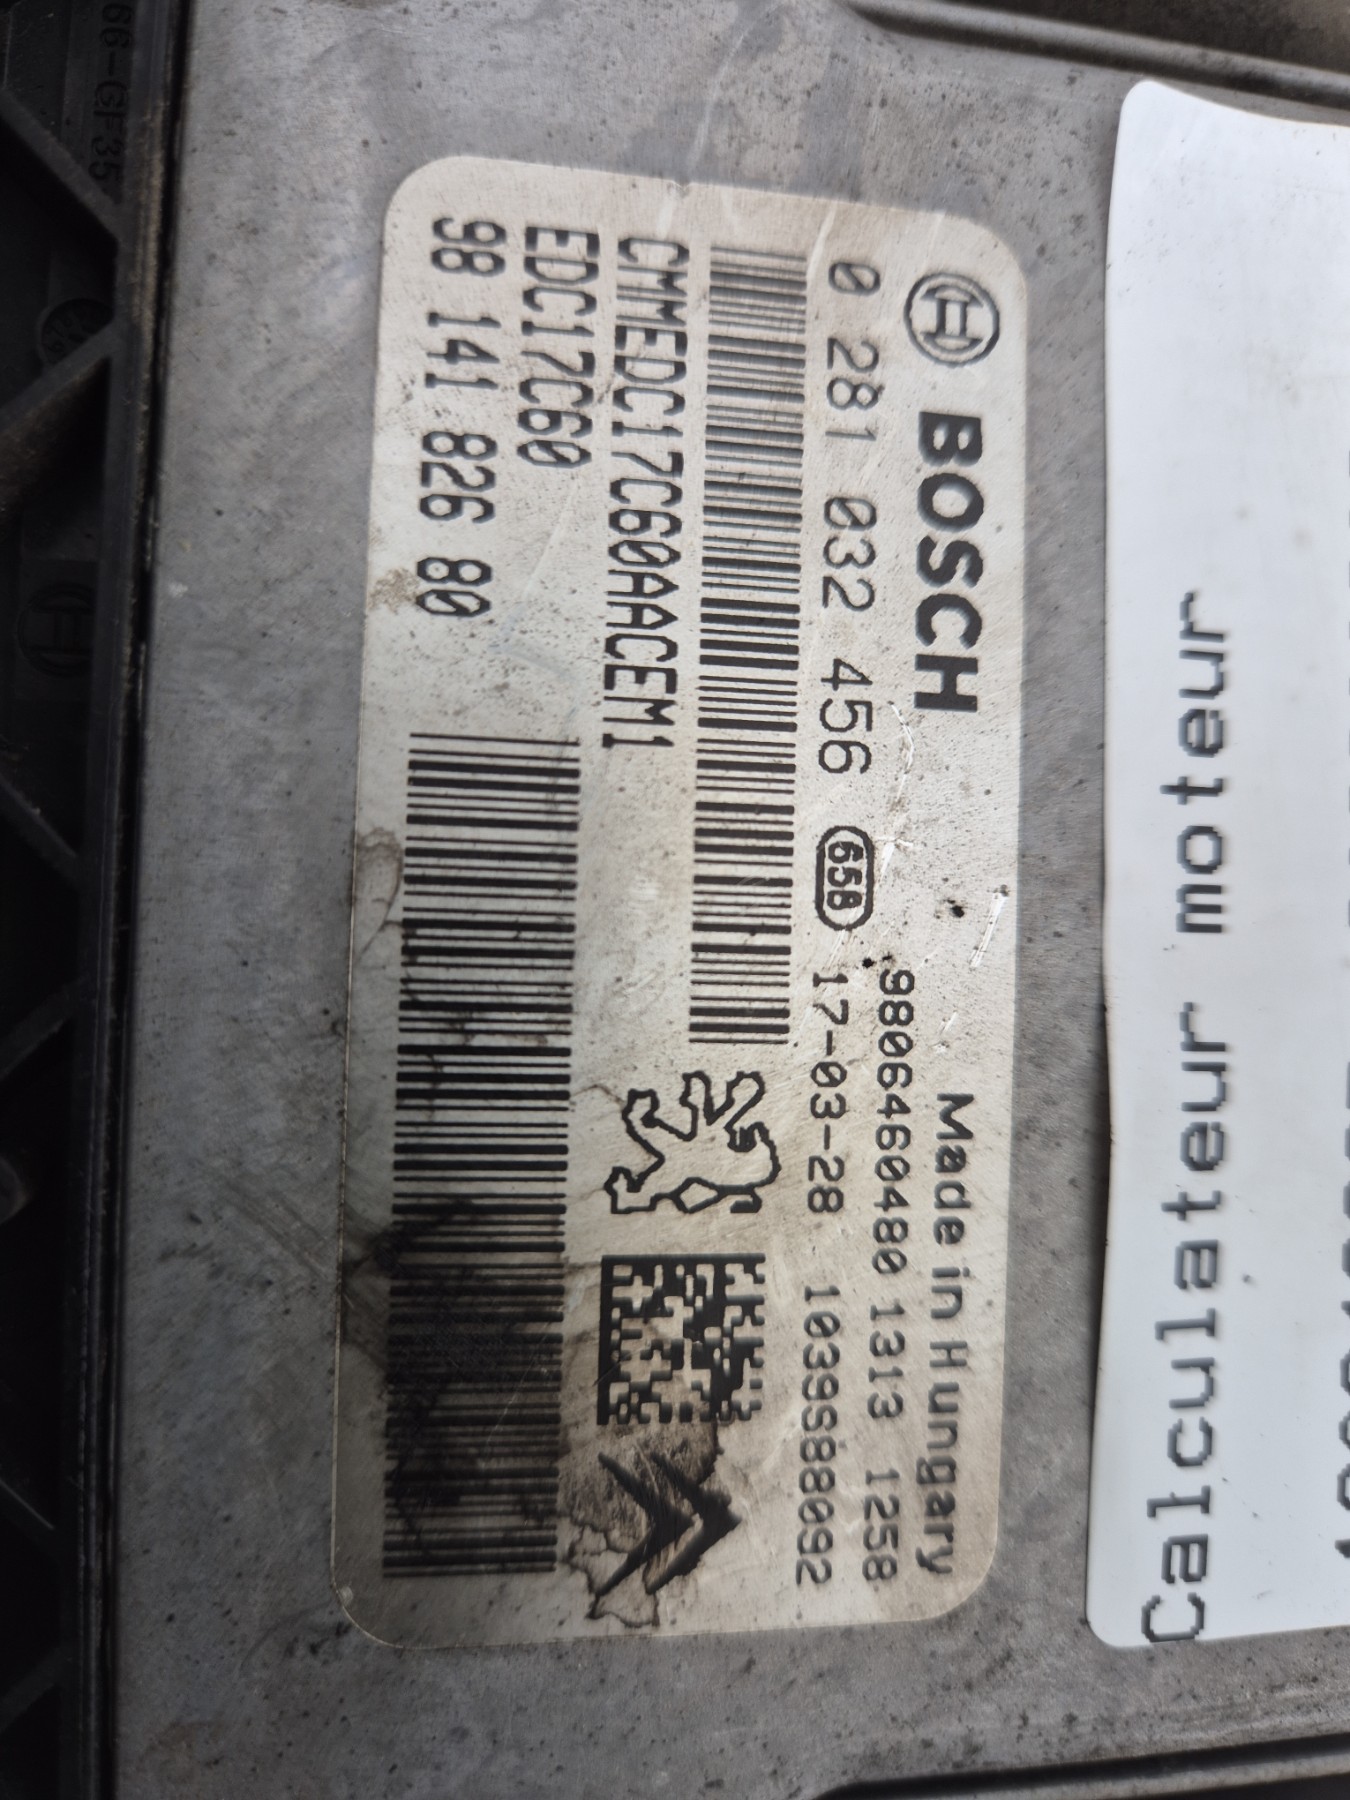 BOSCH
Made in Hungary
9806460480 1313 1258
0 281 032 456 658 17-03-28 1039S88092
CMMEDC17C60AACEM1
EDC17C60
98 141 826 80
Calculateur moteur